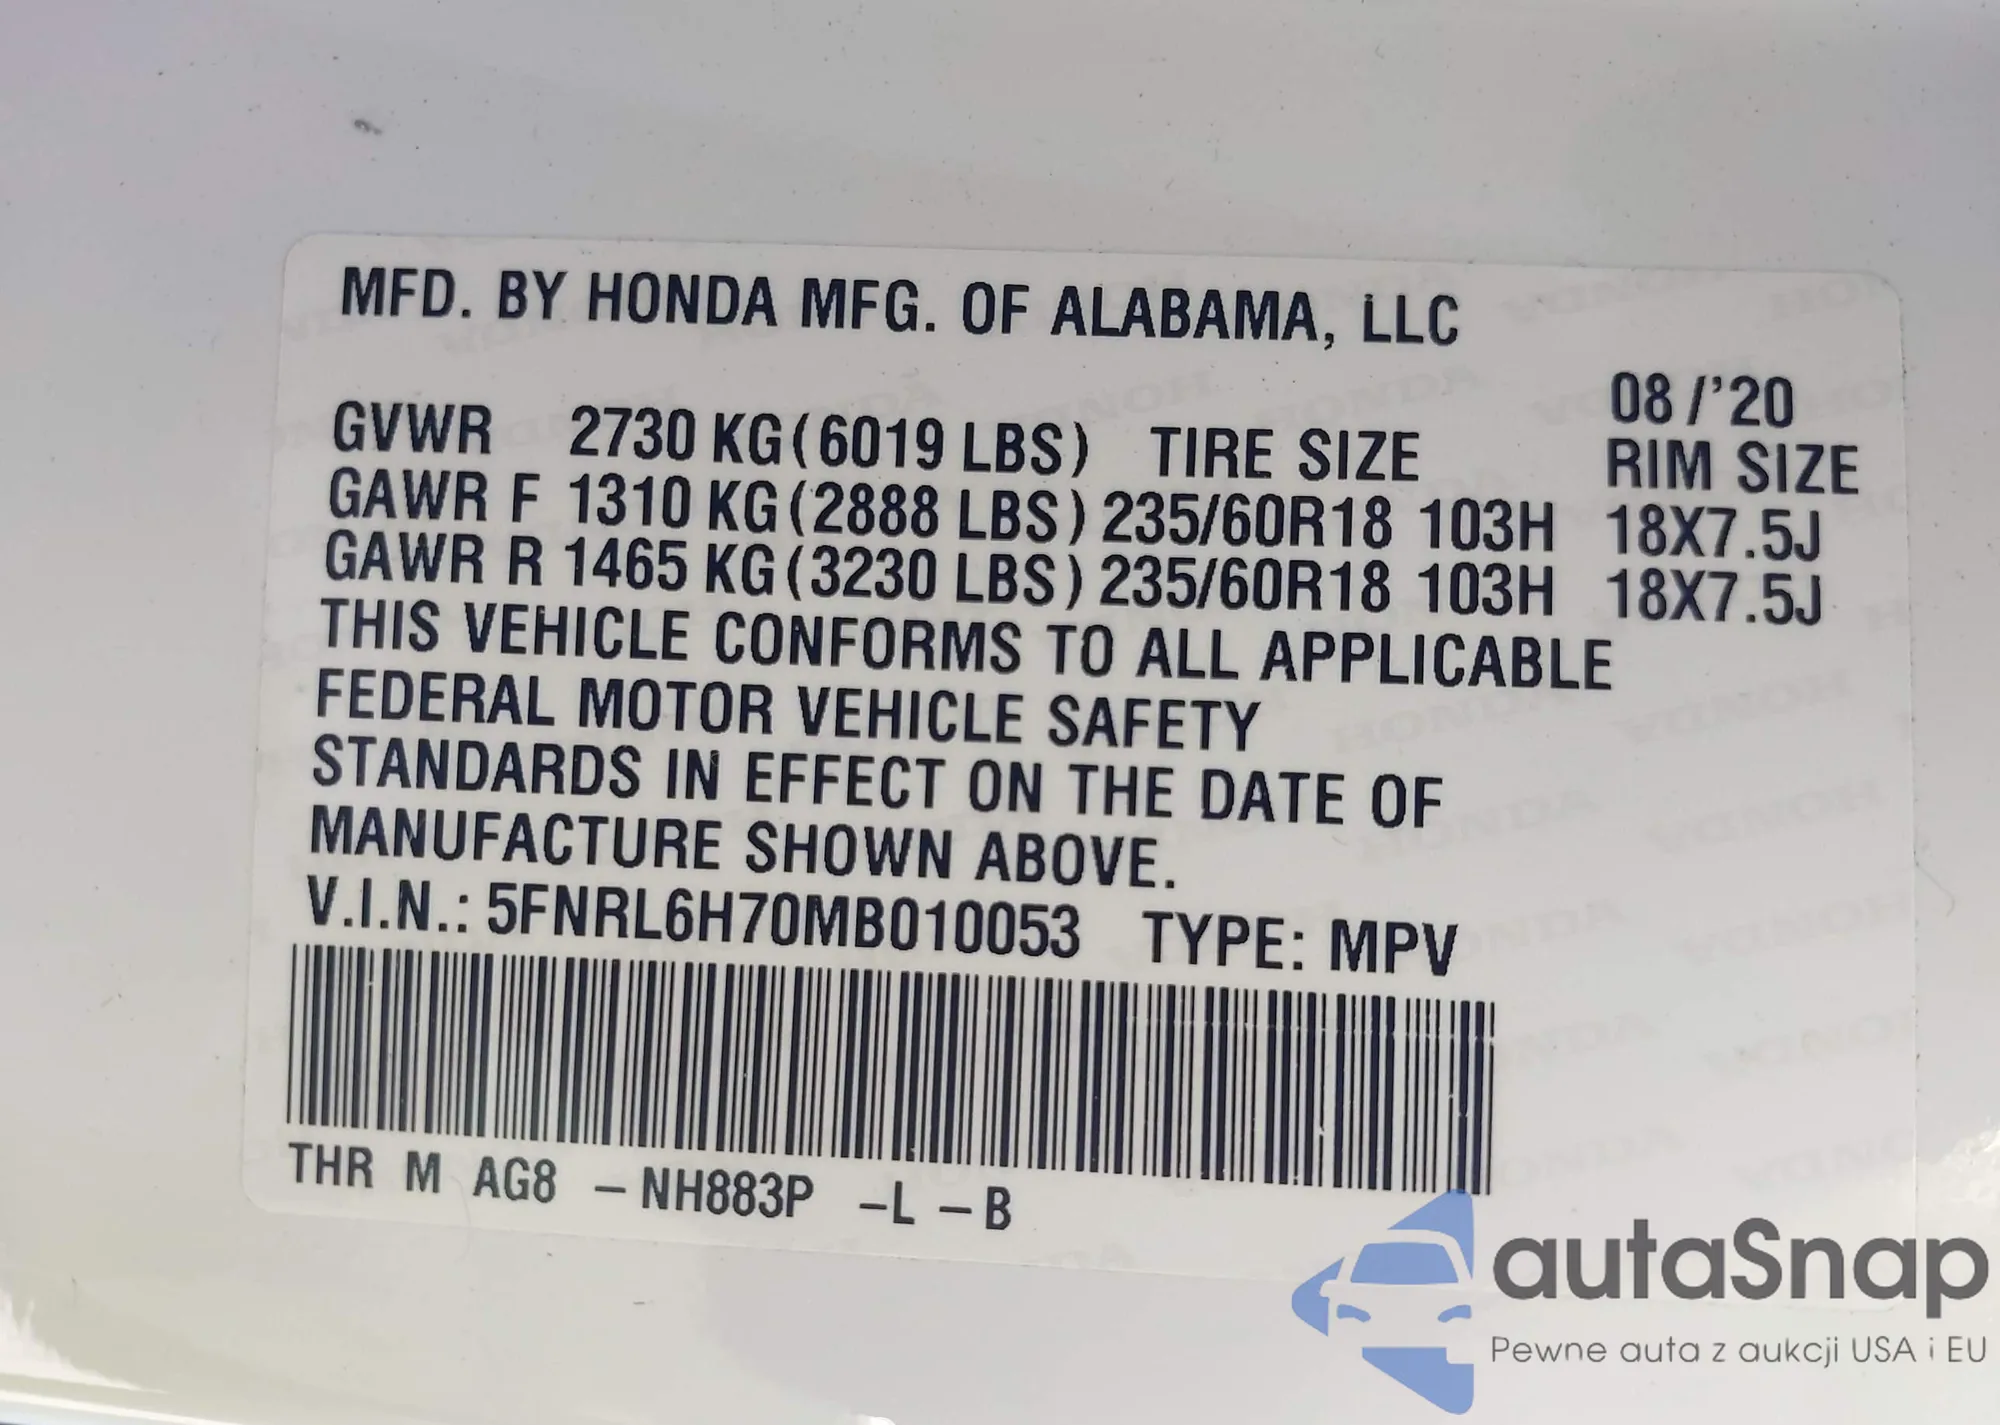 MFD. BY HONDA MFG. OF ALABAMA, LLC
08/'20
GVWR 2730 KG(6019 LBS) TIRE SIZE RIM SIZE
GAWR F 1310 KG(2888 LBS) 235/60R18 103H 18X7.5J
GAWR R 1465 KG(3230 LBS) 235/60R18 103H 18X7.5J
THIS VEHICLE CONFORMS TO ALL APPLICABLE
FEDERAL MOTOR VEHICLE SAFETY
STANDARDS IN EFFECT ON THE DATE OF
MANUFACTURE SHOWN ABOVE.
V.I.N.: 5FNRL6H70MB010053 TYPE: MPV
THR M AG8 –NH883P –L –B
autaSnap
Pewne auta z aukcji USA i EU